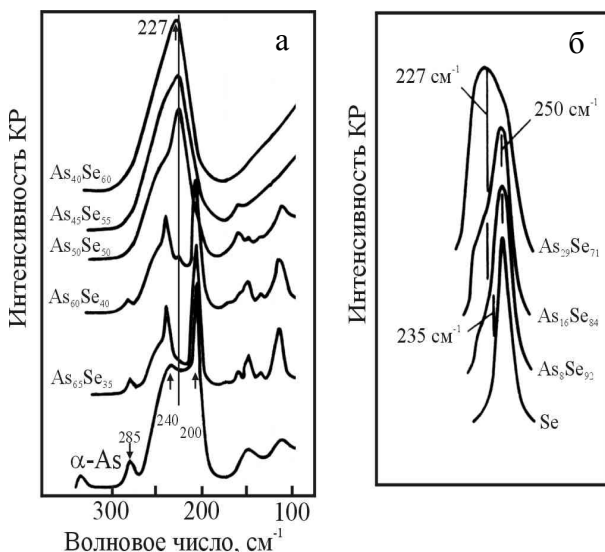 а
227
Интенсивность КР
As40Se60
As45Se55
As50Se50
As60Se40
As65Se35
240
200
285
α-As
300 200 100
Волновое число, см-1
б
227 см-1
250 см-1
Интенсивность КР
As29Se71
As16Se84
235 см-1
As8Se92
Se